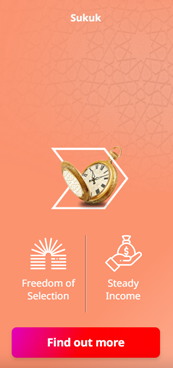 Sukuk
Freedom of
Selection
Steady
Income
Find out more